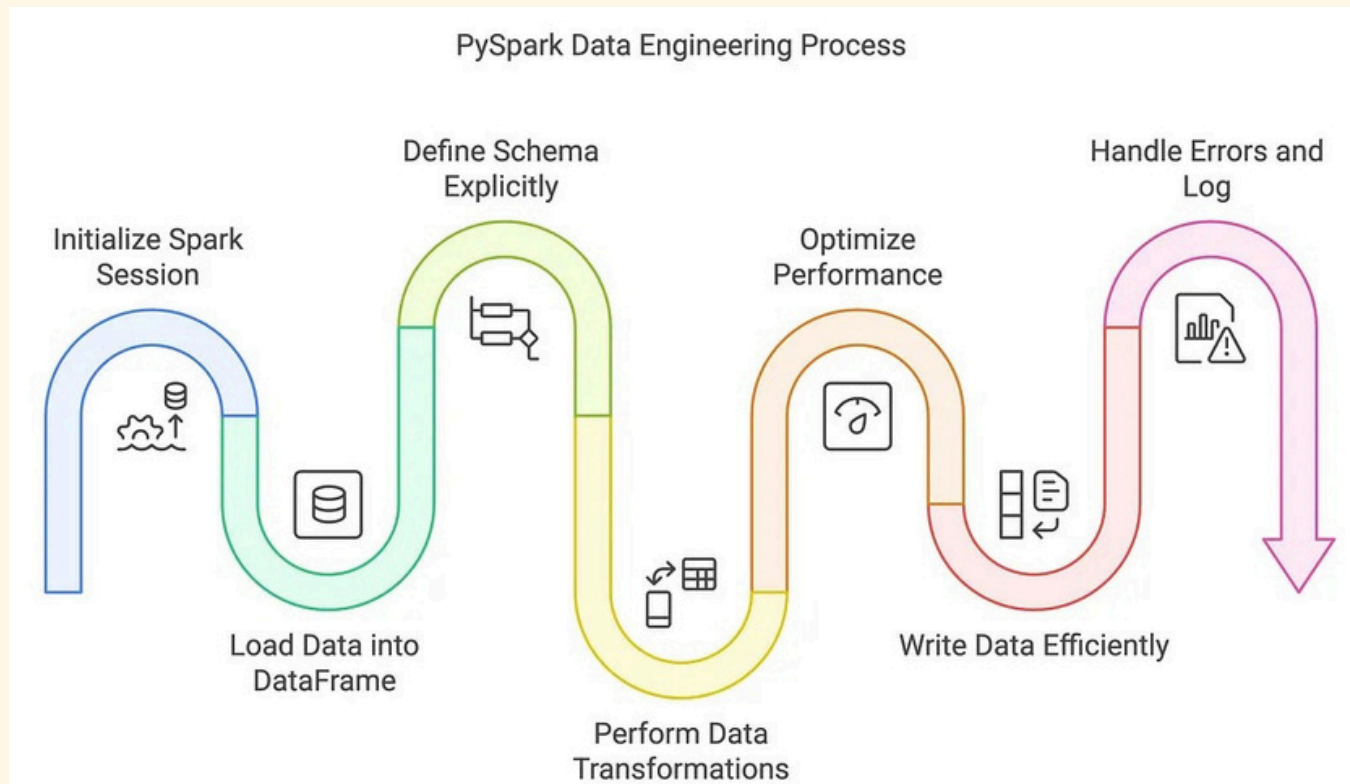 PySpark Data Engineering Process
Initialize Spark
Session
Load Data into
DataFrame
Define Schema
Explicitly
Perform Data
Transformations
Optimize
Performance
Write Data Efficiently
Handle Errors and
Log